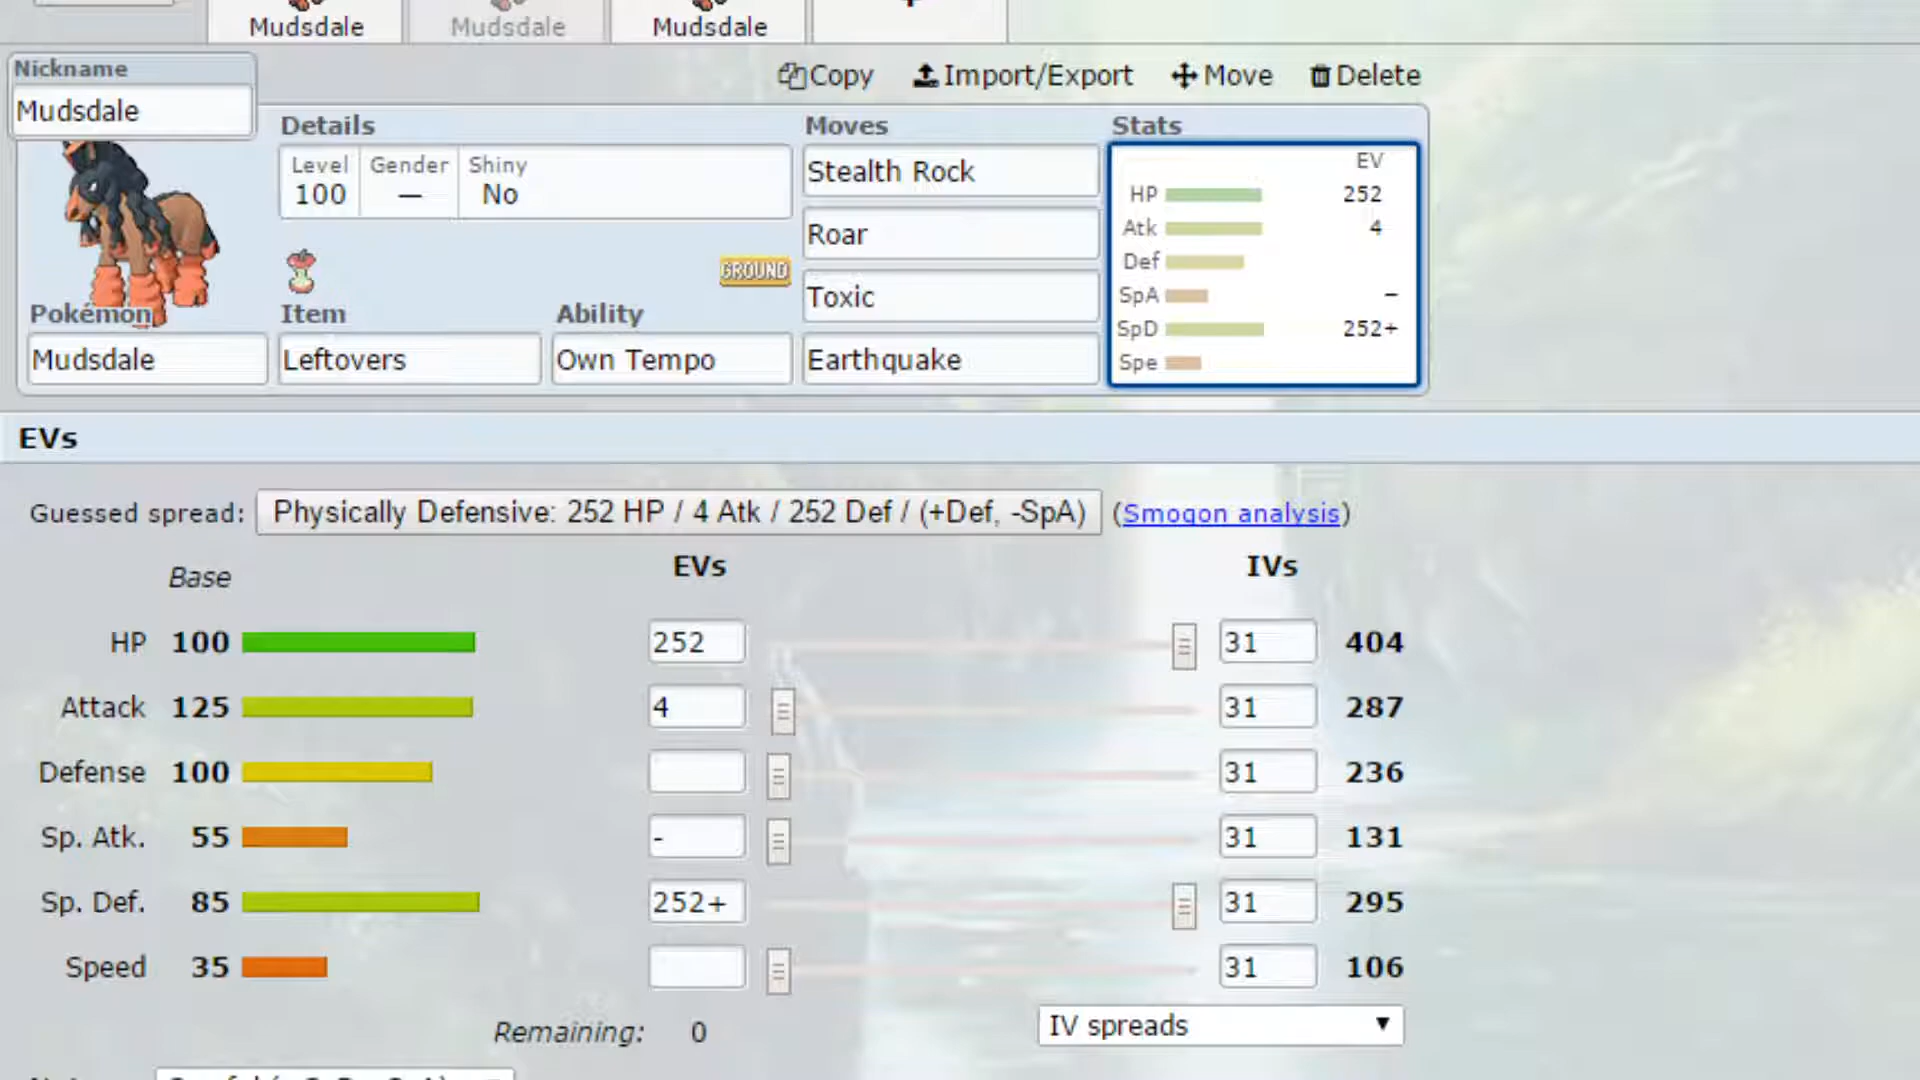 Mudsdale Mudsdale Mudsdale
Nickname
Mudsdale
Copy Import/Export Move Delete
Details Moves Stats
Level Gender Shiny
100 — No
Stealth Rock
Roar
Toxic
Earthquake
EV
HP 252
Atk 4
Def
SpA –
SpD 252+
Spe
GROUND
Pokémon Item Ability
Mudsdale Leftovers Own Tempo
EVs
Guessed spread: Physically Defensive: 252 HP / 4 Atk / 252 Def / (+Def, -SpA) (Smogon analysis)
Base EVs IVs
HP 100 252 31 404
Attack 125 4 31 287
Defense 100 31 236
Sp. Atk. 55 - 31 131
Sp. Def. 85 252+ 31 295
Speed 35 31 106
Remaining: 0 IV spreads